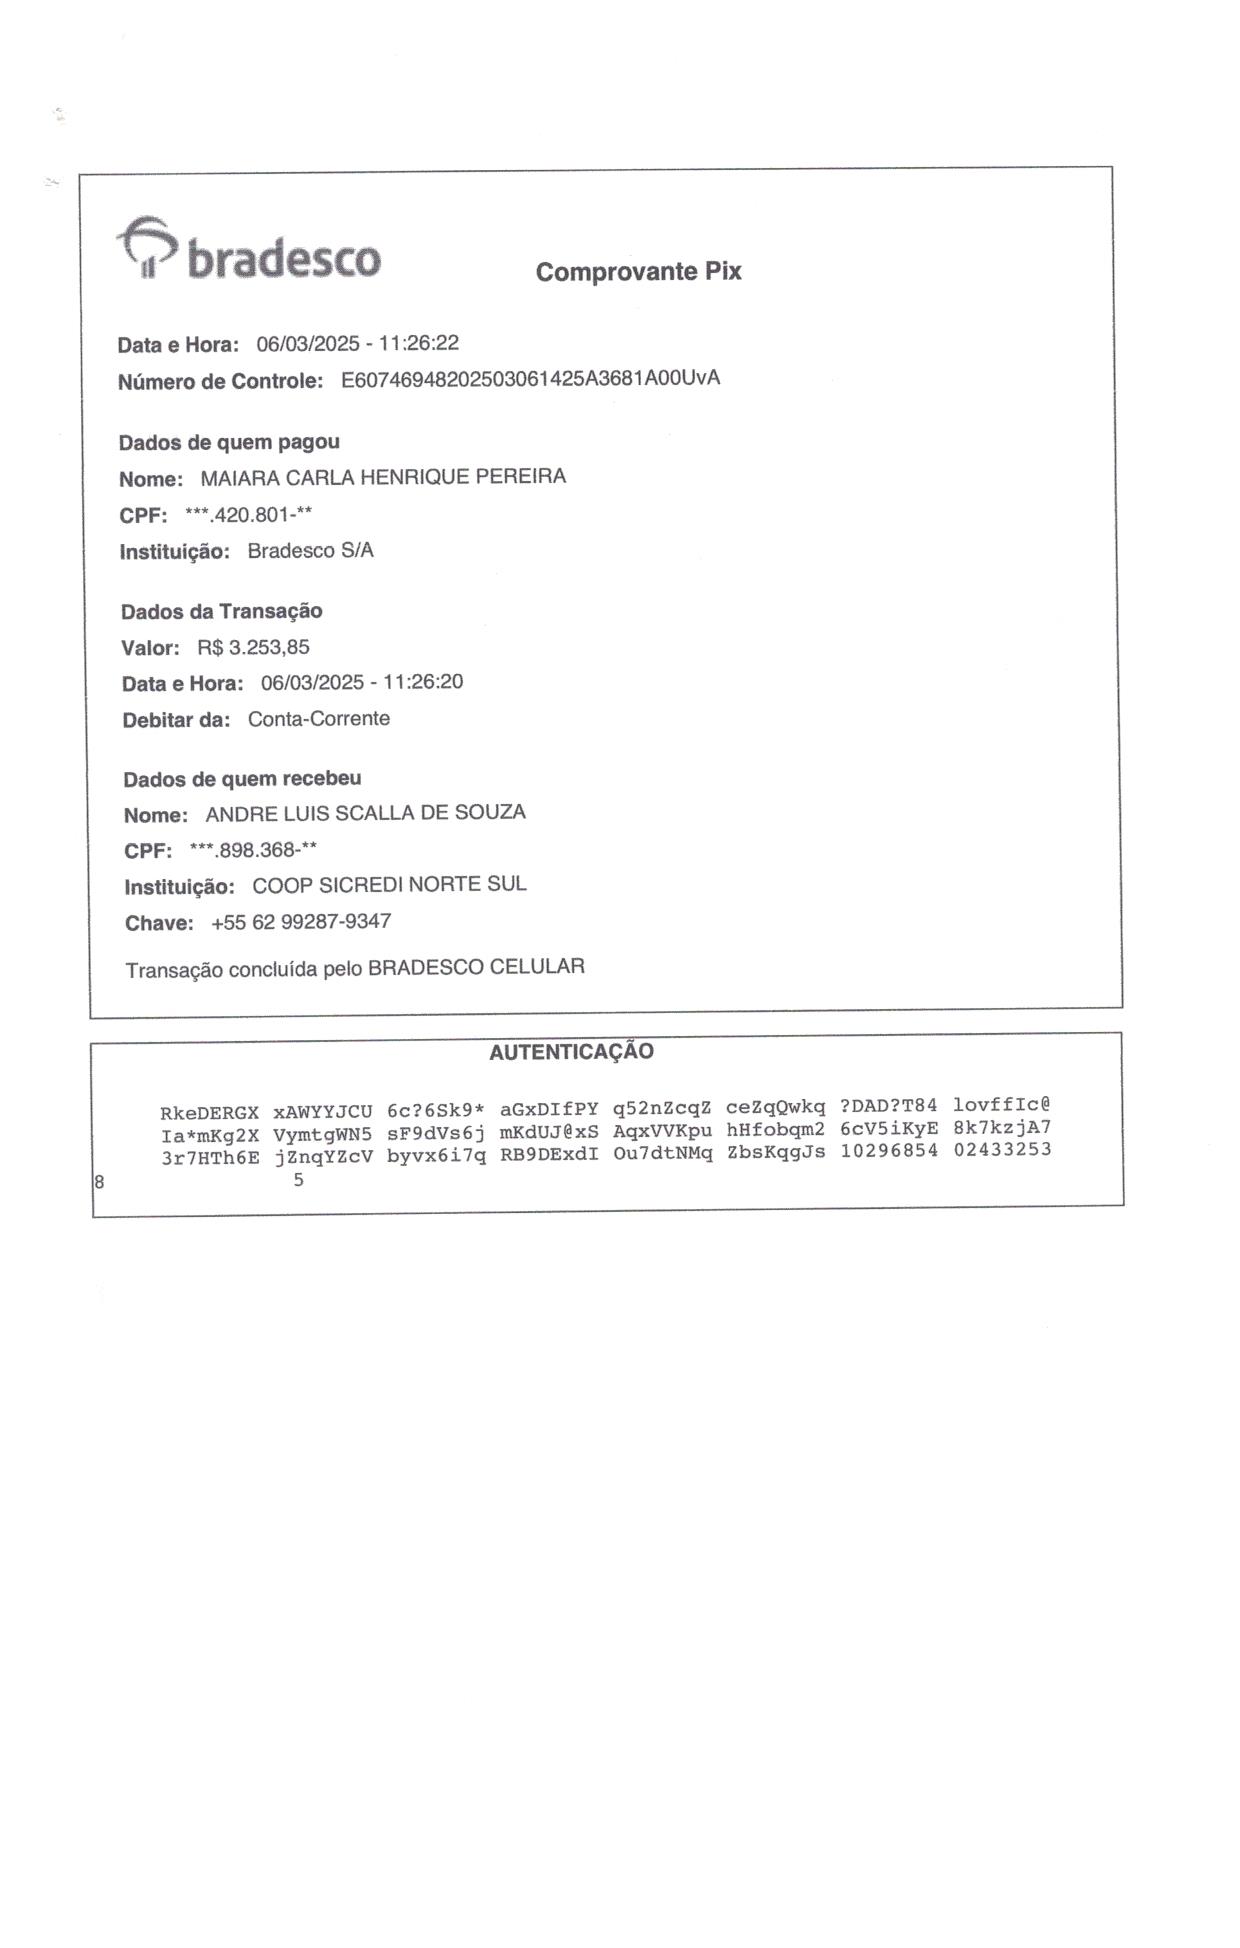 bradesco
Comprovante Pix
Data e Hora: 06/03/2025 - 11:26:22
Número de Controle: E60746948202503061425A3681A00UvA
Dados de quem pagou
Nome: MAIARA CARLA HENRIQUE PEREIRA
CPF: ***.420.801-**
Instituição: Bradesco S/A
Dados da Transação
Valor: R$ 3.253,85
Data e Hora: 06/03/2025 - 11:26:20
Debitar da: Conta-Corrente
Dados de quem recebeu
Nome: ANDRE LUIS SCALLA DE SOUZA
CPF: ***.898.368-**
Instituição: COOP SICREDI NORTE SUL
Chave: +55 62 99287-9347
Transação concluída pelo BRADESCO CELULAR
AUTENTICAÇÃO
RkeDERGX xAWYYJCU 6c?6Sk9* aGxDIfPY q52nZcqZ ceZqQwkq ?DAD?T84 lovffIc@
Ia*mKg2X VymtgWN5 sF9dVs6j mKdUJ@xS AqxVVKpu hHfobqm2 6cV5iKyE 8k7kzjA7
3r7HTh6E jZnqYZcV byvx6i7q RB9DExdI Ou7dtNMq ZbsKqgJs 10296854 02433253
8 5